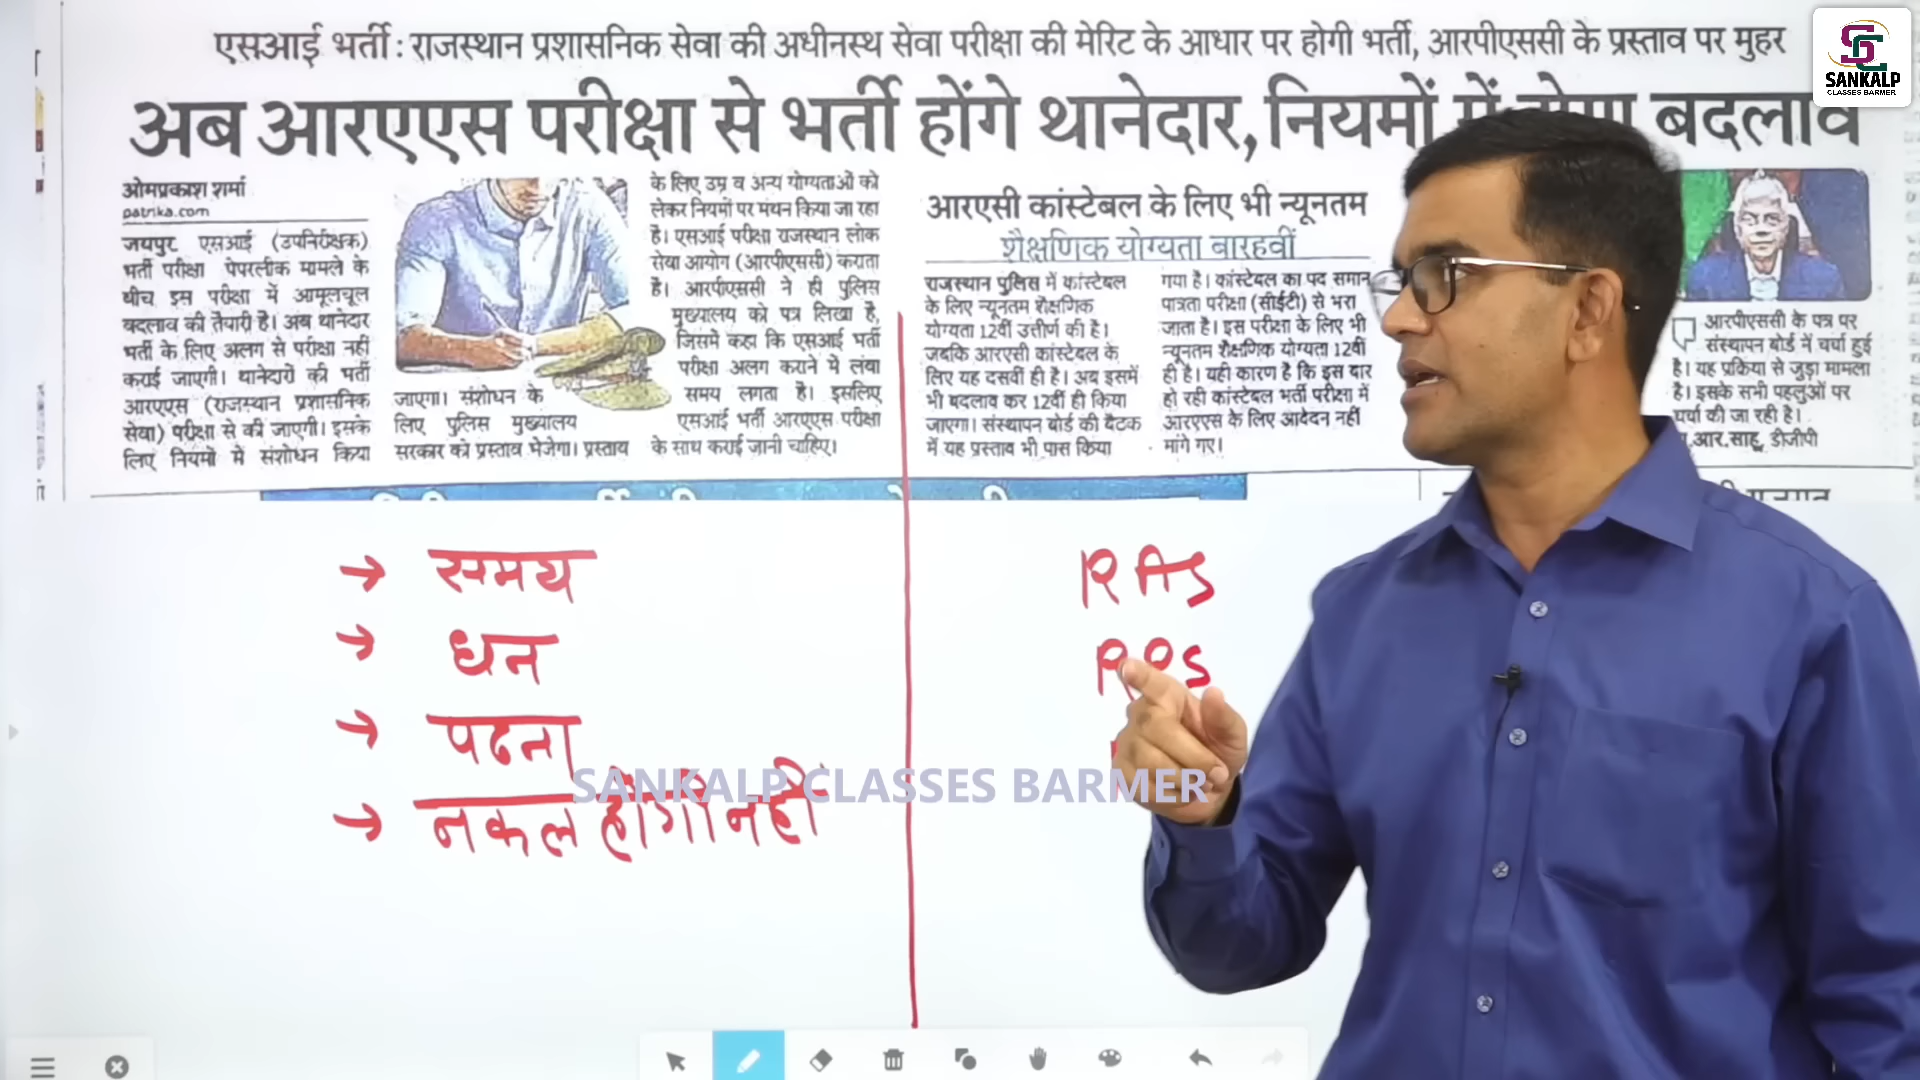 एसआई भर्ती : राजस्थान प्रशासनिक सेवा की अधीनस्थ सेवा परीक्षा की मेरिट के आधार पर होगी भर्ती, आरपीएससी के प्रस्ताव पर मुहर
SANKALP
CLASSES BARMER
अब आरएएस परीक्षा से भर्ती होंगे थानेदार, नियमों में बदलाव
ओमप्रकाश शर्मा
patrika.com
जयपुर एसआई (उपनिरीक्षक)
भर्ती परीक्षा पेपरलीक मामले के
बीच इस परीक्षा में आमूलचूल
बदलाव की तैयारी है। अब थानेदार
भर्ती के लिए अलग से परीक्षा नहीं
कराई जाएगी। थानेदारों की भर्ती
आरएएस (राजस्थान प्रशासनिक
सेवा) परीक्षा से की जाएगी। इसके
लिए नियमों में संशोधन किया
जाएगा। संशोधन के
लिए पुलिस मुख्यालय
सरकार को प्रस्ताव भेजेगा। प्रस्ताव
के लिए उम्र व अन्य योग्यताओं को
लेकर नियमों पर मंथन किया जा रहा
है। एसआई परीक्षा राजस्थान लोक
सेवा आयोग (आरपीएससी) कराता
है। आरपीएससी ने ही पुलिस
मुख्यालय को पत्र लिखा है,
जिसमें कहा कि एसआई भर्ती
परीक्षा अलग कराने में लंबा
समय लगता है। इसलिए
एसआई भर्ती आरएएस परीक्षा
के साथ कराई जानी चाहिए।
आरएसी कांस्टेबल के लिए भी न्यूनतम
शैक्षणिक योग्यता बारहवीं
राजस्थान पुलिस में कांस्टेबल
के लिए न्यूनतम शैक्षणिक
योग्यता 12वीं उत्तीर्ण की है।
जबकि आरएसी कांस्टेबल के
लिए यह दसवीं ही है। अब इसमें
भी बदलाव कर 12वीं ही किया
जाएगा। संस्थापन बोर्ड की बैठक
में यह प्रस्ताव भी पास किया
गया है। कांस्टेबल का पद समान
पात्रता परीक्षा (सीईटी) से भरा
जाता है। इस परीक्षा के लिए भी
न्यूनतम शैक्षणिक योग्यता 12वीं
ही है। यही कारण है कि इस बार
हो रही कांस्टेबल भर्ती परीक्षा में
आरएएस के लिए आवेदन नहीं
मांगे गए।
आरपीएससी के पत्र पर
संस्थापन बोर्ड में चर्चा हुई
है। यह प्रक्रिया से जुड़ा मामला
है। इसके सभी पहलुओं पर
चर्चा की जा रही है।
.आर.साहू, डीजीपी
→ समय
→ धन
→ पढना
→ नकल होगी नहीं
RAS
RPS
SANKALP CLASSES BARMER